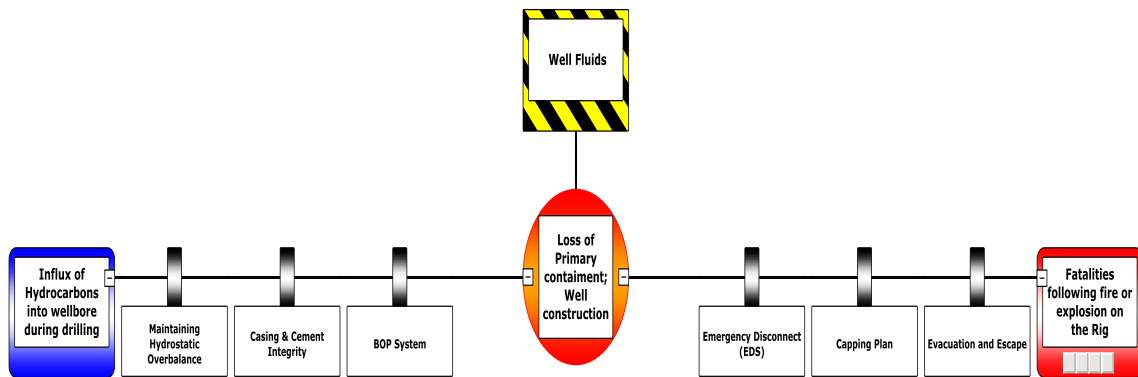 Well Fluids
Influx of
Hydrocarbons
into wellbore
during drilling
Maintaining
Hydrostatic
Overbalance
Casing & Cement
Integrity
BOP System
Loss of
Primary
contaiment;
Well
construction
Emergency Disconnect
(EDS)
Capping Plan
Evacuation and Escape
Fatalities
following fire or
explosion on
the Rig